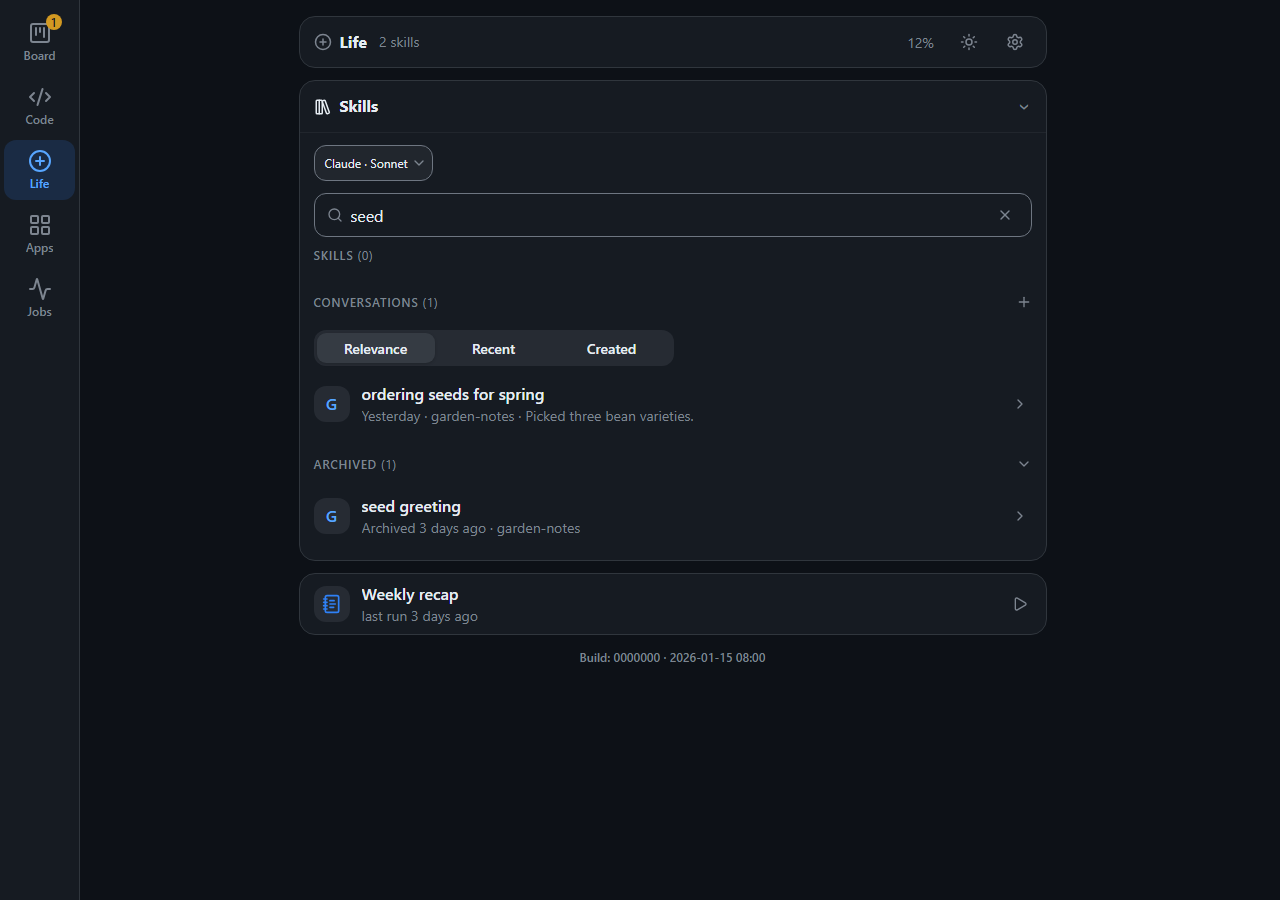 1
Board
Code
Life
Apps
Jobs
Life 2 skills 12%
Skills
Claude · Sonnet
seed
SKILLS (0)
CONVERSATIONS (1)
Relevance Recent Created
G
ordering seeds for spring
Yesterday · garden-notes · Picked three bean varieties.
ARCHIVED (1)
G
seed greeting
Archived 3 days ago · garden-notes
Weekly recap
last run 3 days ago
Build: 0000000 · 2026-01-15 08:00